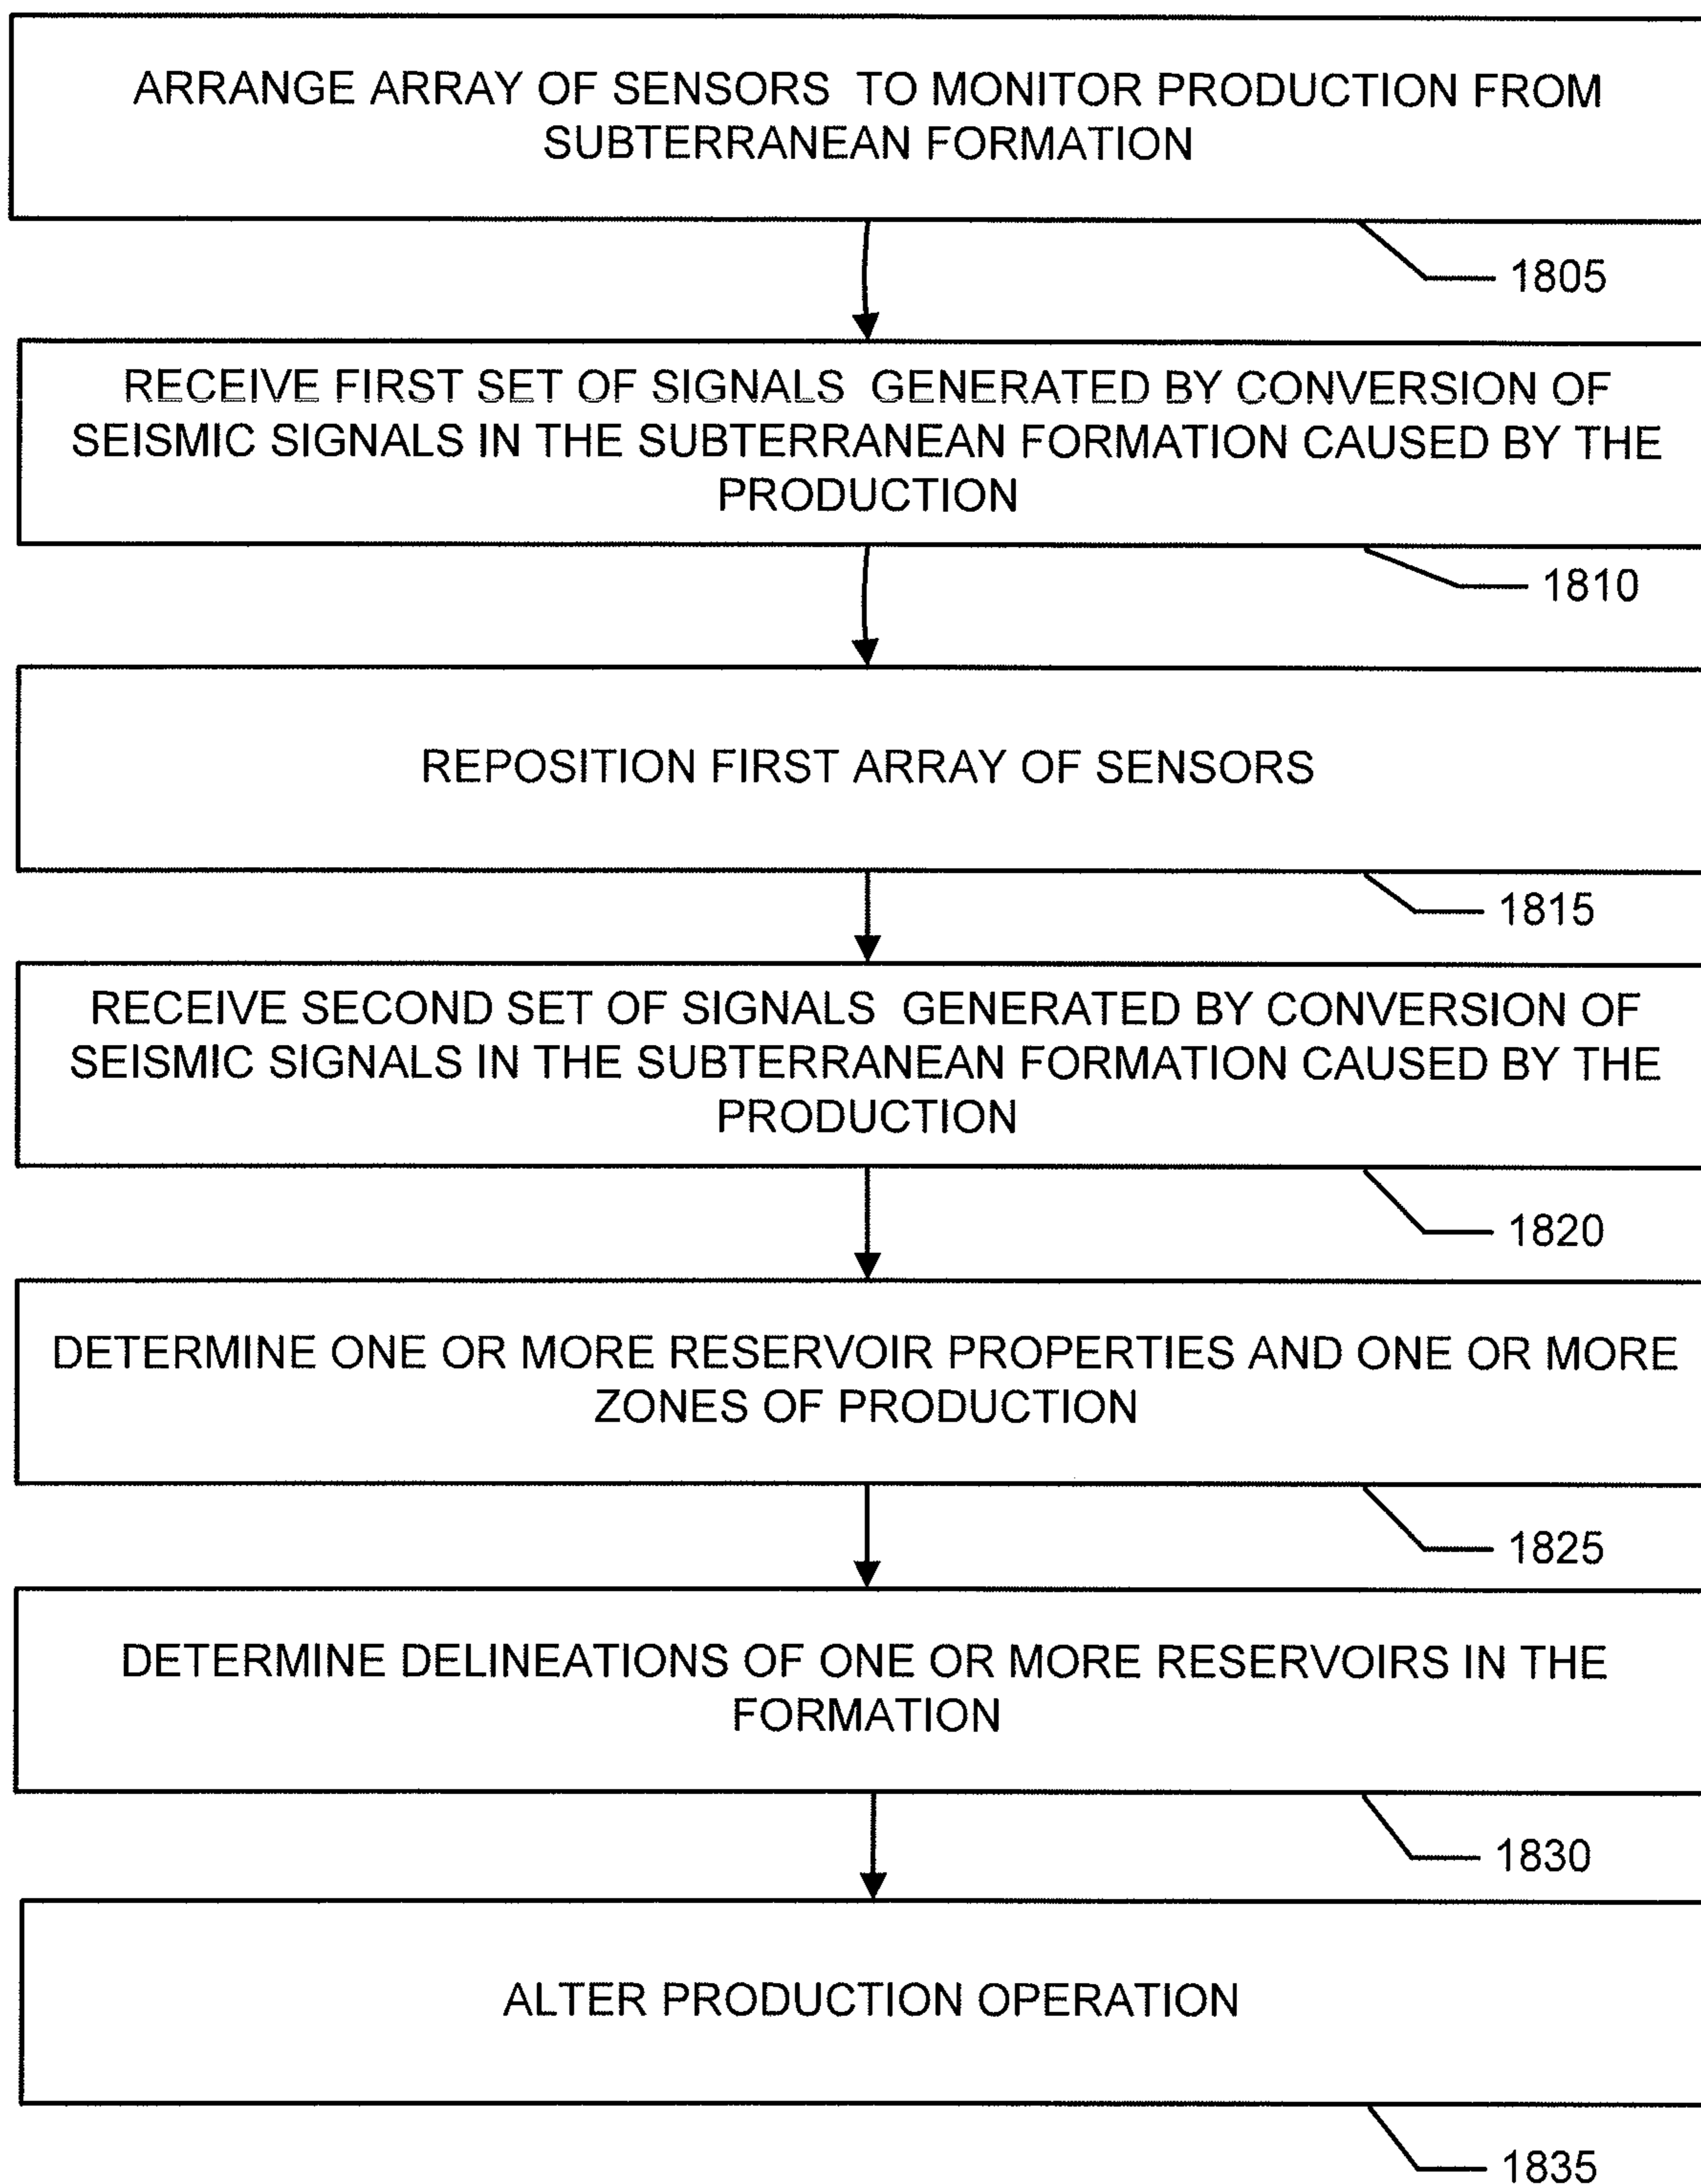 ARRANGE ARRAY OF SENSORS TO MONITOR PRODUCTION FROM
SUBTERRANEAN FORMATION
1805
RECEIVE FIRST SET OF SIGNALS GENERATED BY CONVERSION OF
SEISMIC SIGNALS IN THE SUBTERRANEAN FORMATION CAUSED BY THE
PRODUCTION
1810
REPOSITION FIRST ARRAY OF SENSORS
1815
RECEIVE SECOND SET OF SIGNALS GENERATED BY CONVERSION OF
SEISMIC SIGNALS IN THE SUBTERRANEAN FORMATION CAUSED BY THE
PRODUCTION
1820
DETERMINE ONE OR MORE RESERVOIR PROPERTIES AND ONE OR MORE
ZONES OF PRODUCTION
1825
DETERMINE DELINEATIONS OF ONE OR MORE RESERVOIRS IN THE
FORMATION
1830
ALTER PRODUCTION OPERATION
1835